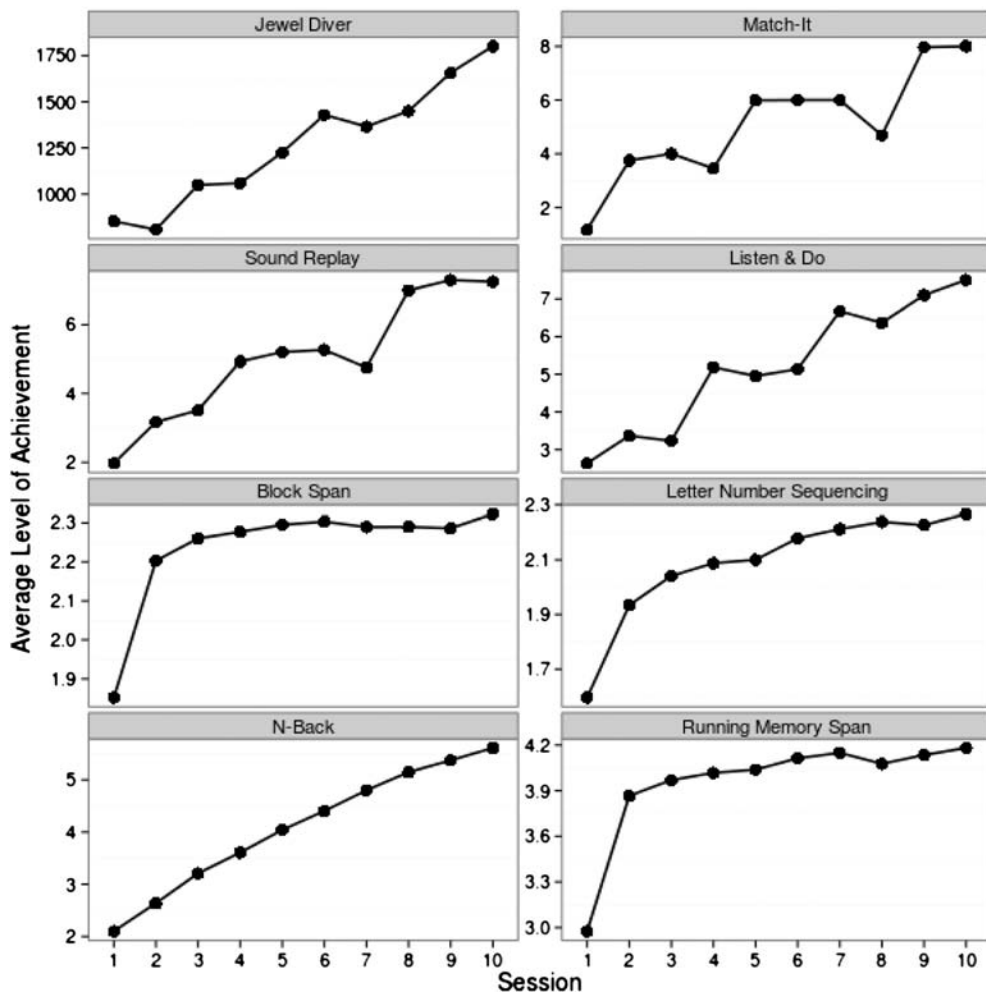 Jewel Diver
Match-It
1750
1500
1250
1000
8
6
4
2
Sound Replay
Listen & Do
6
4
2
7
6
5
4
3
Block Span
Letter Number Sequencing
2.3
2.2
2.1
2.0
1.9
2.3
2.1
1.9
1.7
N-Back
Running Memory Span
5
4
3
2
4.2
3.9
3.6
3.3
3.0
1 2 3 4 5 6 7 8 9 10
1 2 3 4 5 6 7 8 9 10
Average Level of Achievement
Session